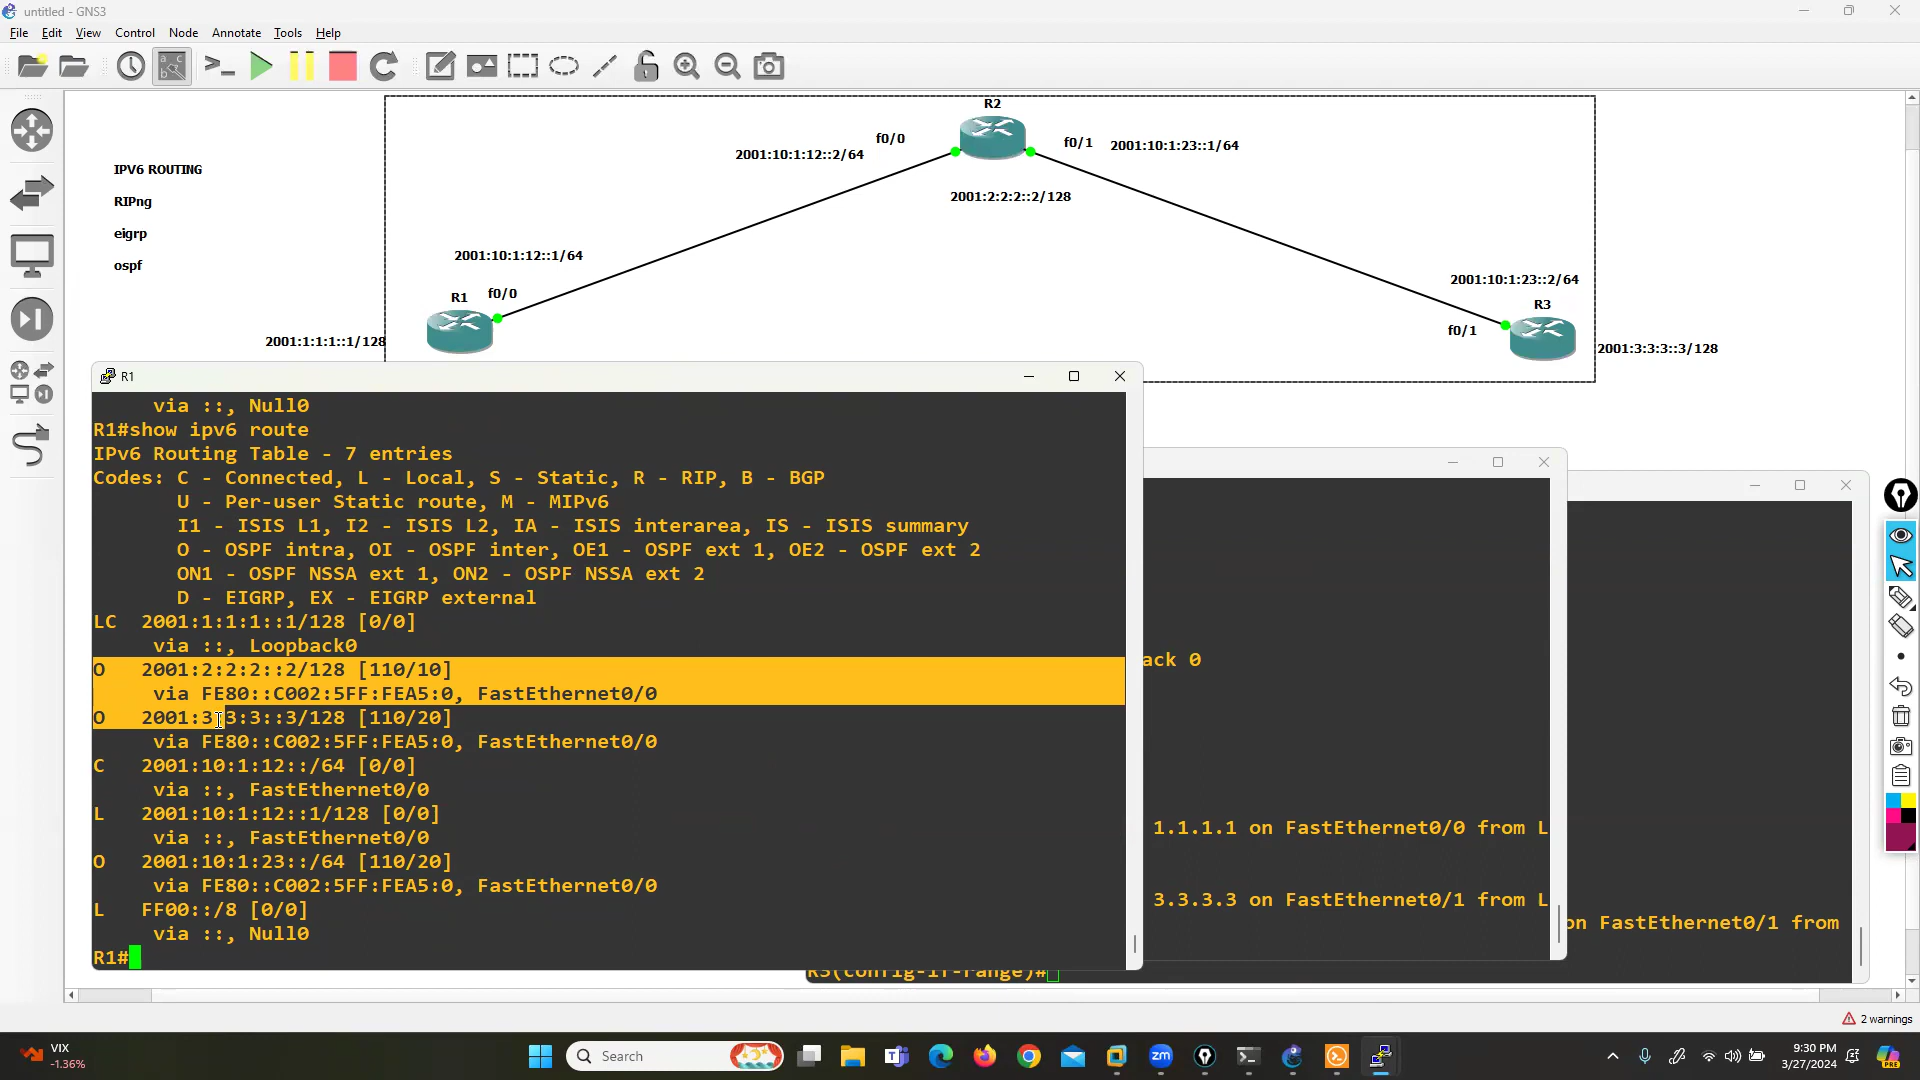 untitled - GNS3
File Edit View Control Node Annotate Tools Help
R2
f0/0
f0/1
2001:10:1:23::1/64
2001:10:1:12::2/64
IPV6 ROUTING
RIPng
eigrp
ospf
2001:2:2:2::2/128
2001:10:1:12::1/64
2001:10:1:23::2/64
R1
f0/0
R3
f0/1
2001:1:1:1::1/128
2001:3:3:3::3/128
R1
via ::, Null0
R1#show ipv6 route
IPv6 Routing Table - 7 entries
Codes: C - Connected, L - Local, S - Static, R - RIP, B - BGP
U - Per-user Static route, M - MIPv6
I1 - ISIS L1, I2 - ISIS L2, IA - ISIS interarea, IS - ISIS summary
O - OSPF intra, OI - OSPF inter, OE1 - OSPF ext 1, OE2 - OSPF ext 2
ON1 - OSPF NSSA ext 1, ON2 - OSPF NSSA ext 2
D - EIGRP, EX - EIGRP external
LC 2001:1:1:1::1/128 [0/0]
via ::, Loopback0
O 2001:2:2:2::2/128 [110/10]
via FE80::C002:5FF:FEA5:0, FastEthernet0/0
O 2001:3:3:3::3/128 [110/20]
via FE80::C002:5FF:FEA5:0, FastEthernet0/0
C 2001:10:1:12::/64 [0/0]
via ::, FastEthernet0/0
L 2001:10:1:12::1/128 [0/0]
via ::, FastEthernet0/0
O 2001:10:1:23::/64 [110/20]
via FE80::C002:5FF:FEA5:0, FastEthernet0/0
L FF00::/8 [0/0]
via ::, Null0
R1#
ack 0
1.1.1.1 on FastEthernet0/0 from L
3.3.3.3 on FastEthernet0/1 from L
on FastEthernet0/1 from
R3(config-if-range)#
2 warnings
VIX
-1.36%
Search
9:30 PM
3/27/2024